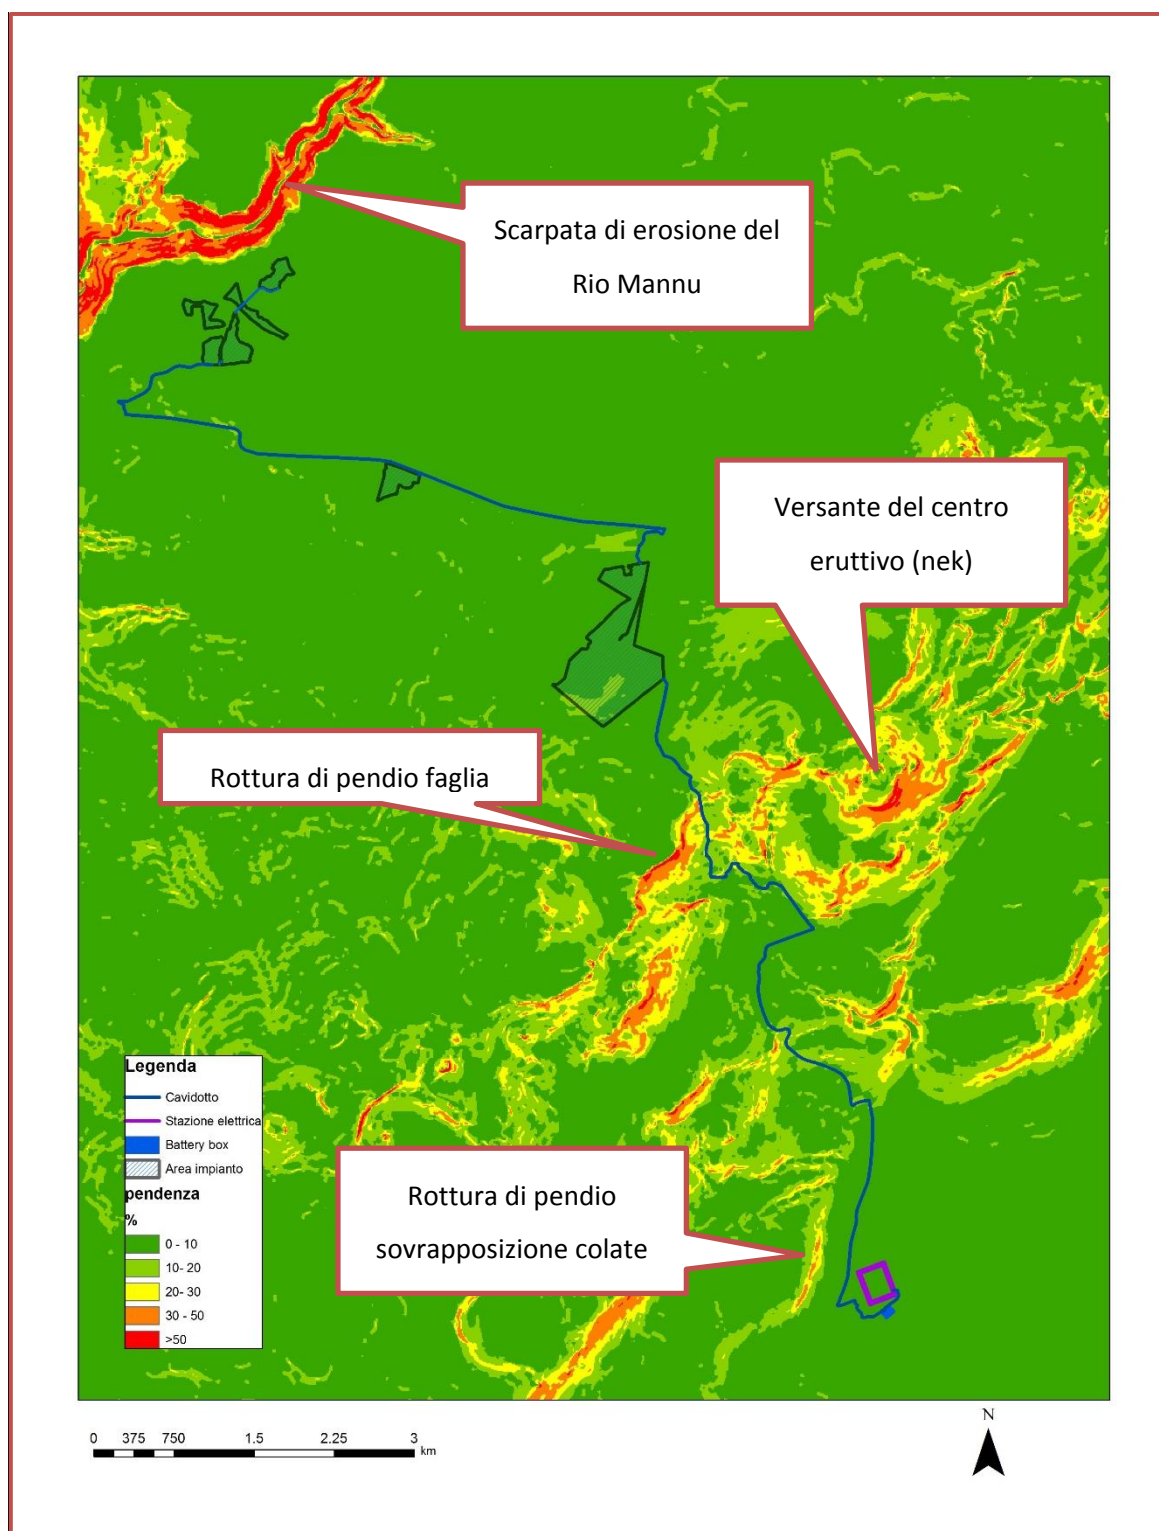 Scarpata di erosione del
Rio Mannu
Versante del centro
eruttivo (nek)
Rottura di pendio faglia
Rottura di pendio
sovrapposizione colate
Legenda
Cavidotto
Stazione elettrica
Battery box
Area impianto
pendenza
%
0 - 10
10- 20
20- 30
30 - 50
>50
0 375 750 1.5 2.25 3
km
N